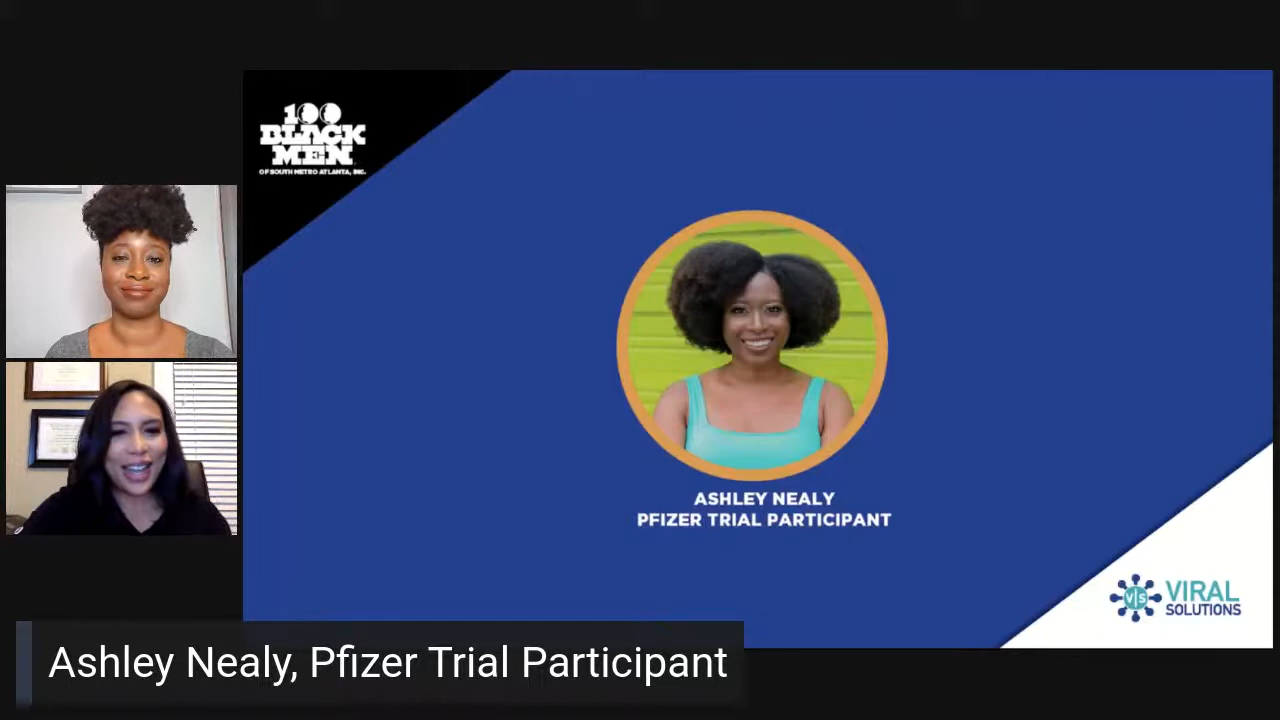 100
BLACK
MEN
OF SOUTH METRO ATLANTA, INC.
ASHLEY NEALY
PFIZER TRIAL PARTICIPANT
V|S
VIRAL
SOLUTIONS
Ashley Nealy, Pfizer Trial Participant